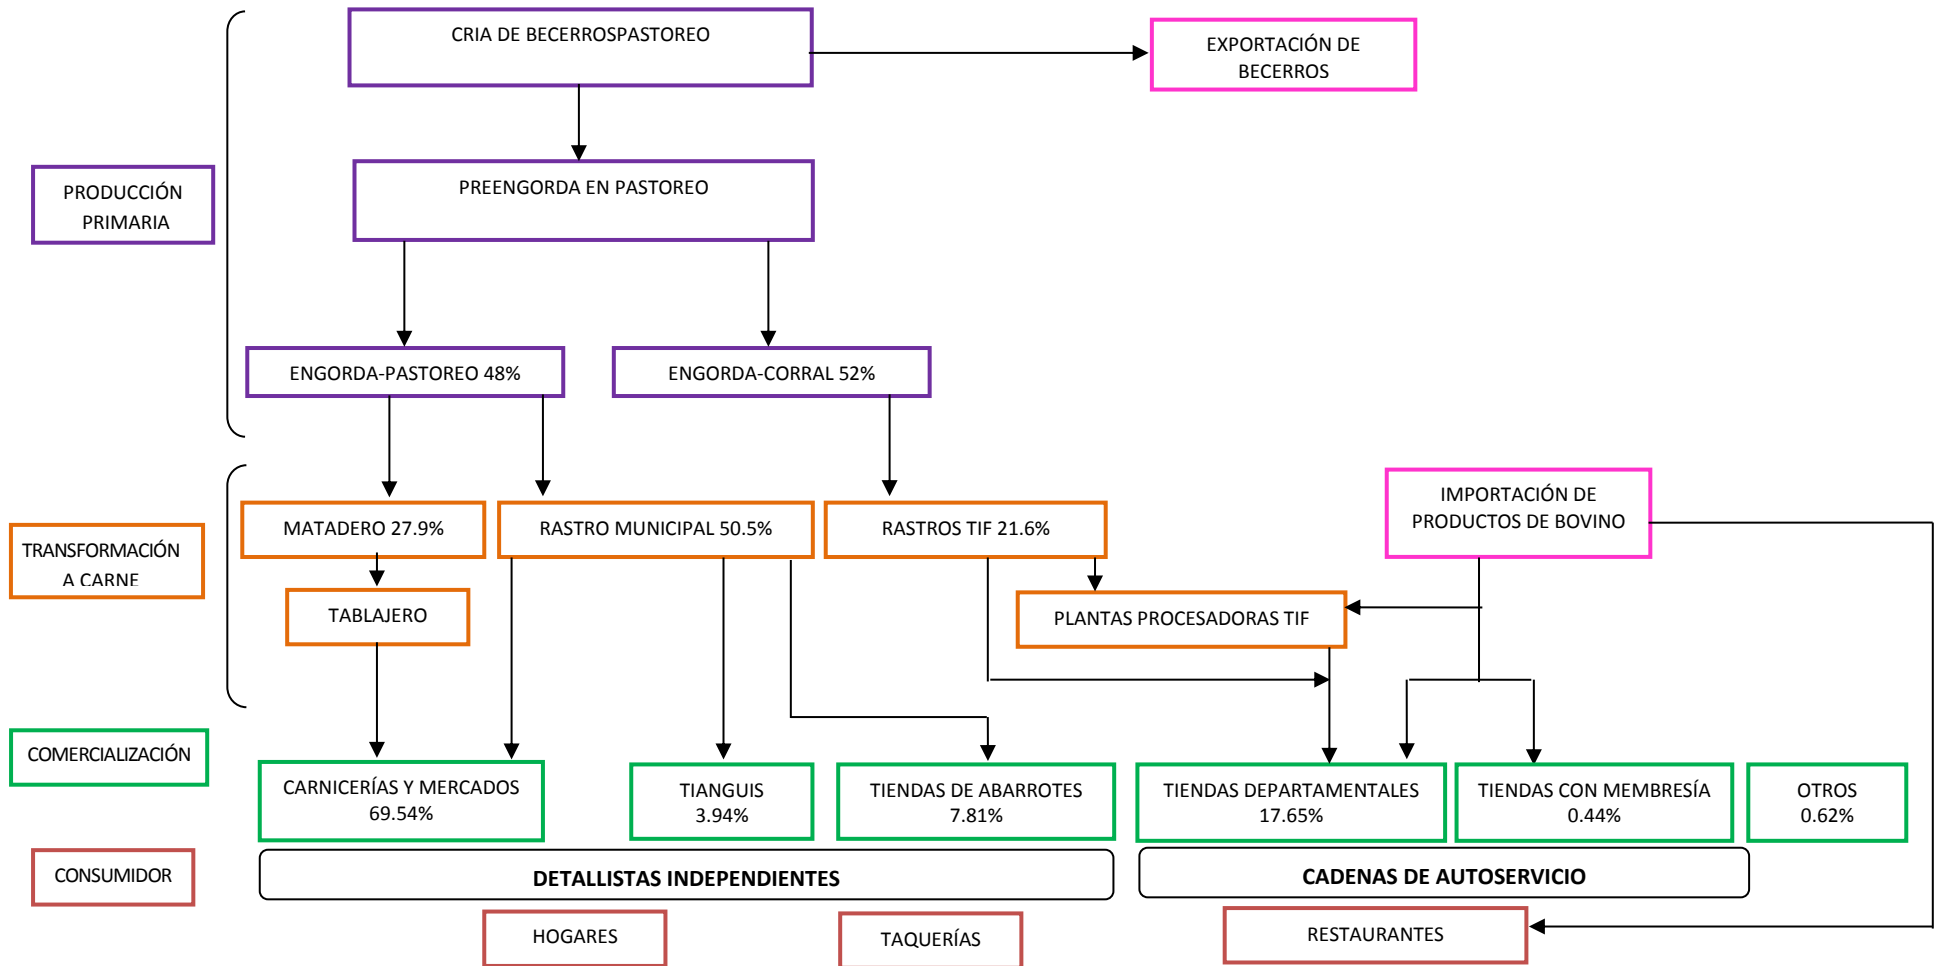 CRIA DE BECERROSPASTOREO
EXPORTACIÓN DE
BECERROS
PRODUCCIÓN
PRIMARIA
PREENGORDA EN PASTOREO
ENGORDA-PASTOREO 48%
ENGORDA-CORRAL 52%
IMPORTACIÓN DE
PRODUCTOS DE BOVINO
TRANSFORMACIÓN
A CARNE
MATADERO 27.9%
RASTRO MUNICIPAL 50.5%
RASTROS TIF 21.6%
TABLAJERO
PLANTAS PROCESADORAS TIF
COMERCIALIZACIÓN
CARNICERÍAS Y MERCADOS
69.54%
TIANGUIS
3.94%
TIENDAS DE ABARROTES
7.81%
TIENDAS DEPARTAMENTALES
17.65%
TIENDAS CON MEMBRESÍA
0.44%
OTROS
0.62%
CONSUMIDOR
DETALLISTAS INDEPENDIENTES
CADENAS DE AUTOSERVICIO
HOGARES
TAQUERÍAS
RESTAURANTES